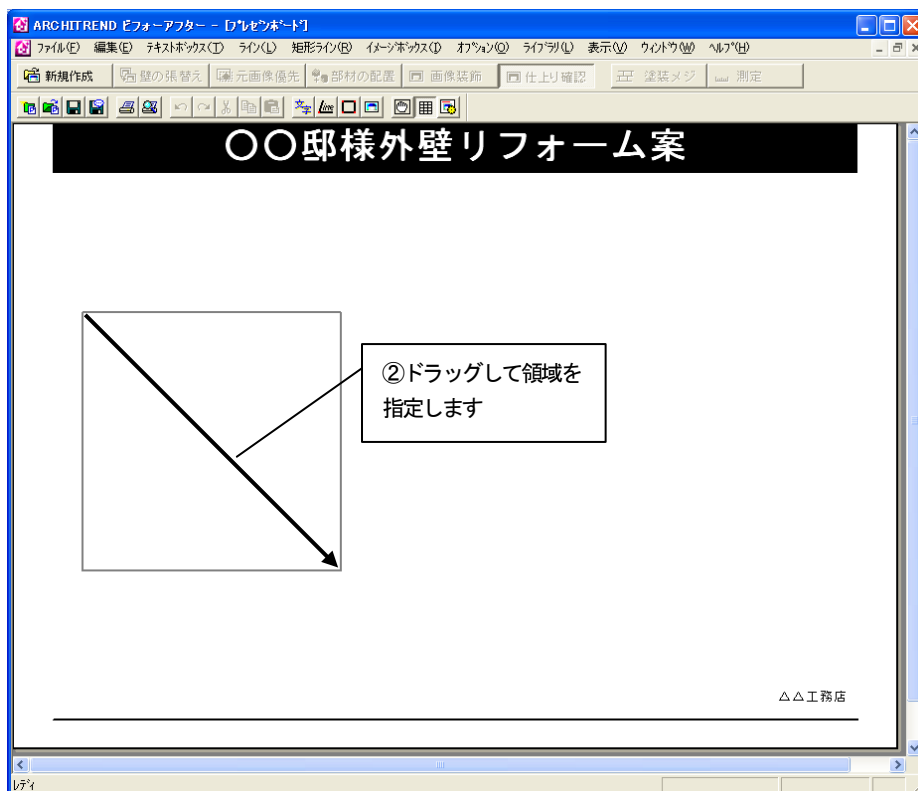 ARCHITREND ビフォーアフター - [プレゼンボード]
ファイル(F) 編集(E) テキストボックス(T) ライン(L) 矩形ライン(R) イメージボックス(I) オプション(O) ライブラリ(L) 表示(V) ウィンドウ(W) ヘルプ(H)
新規作成 壁の張替え 元画像優先 部材の配置 画像装飾 仕上り確認 塗装メジ 測定
文字 Line
〇〇邸様外壁リフォーム案
②ドラッグして領域を
指定します
△△工務店
レディ